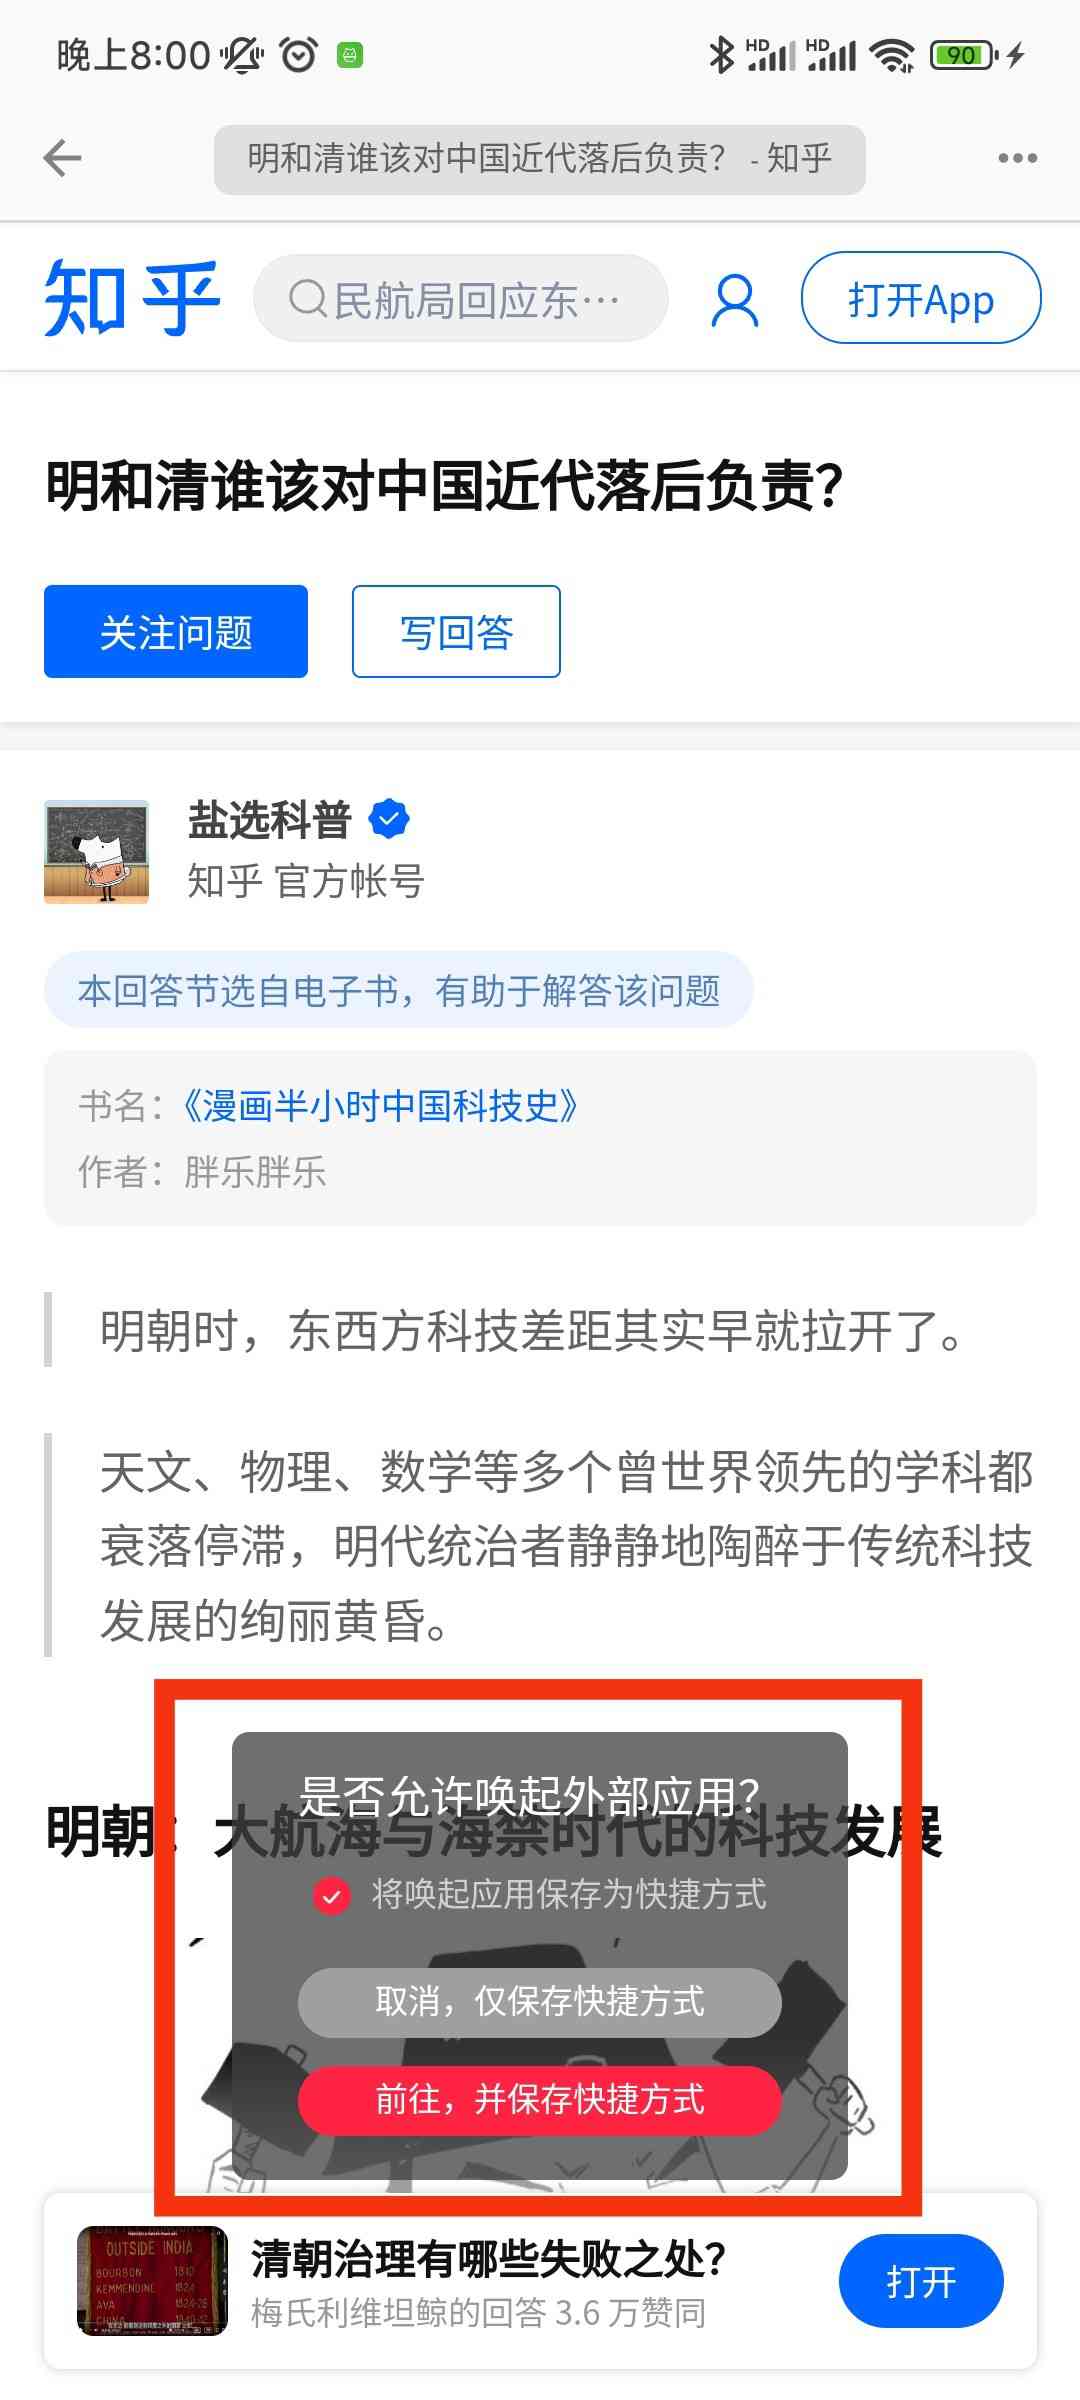 晚上8:00
HD HD 90
明和清谁该对中国近代落后负责？ - 知乎
知乎
民航局回应东…
打开App
明和清谁该对中国近代落后负责？
关注问题
写回答
盐选科普
知乎 官方帐号
本回答节选自电子书，有助于解答该问题
书名：《漫画半小时中国科技史》
作者：胖乐胖乐
明朝时，东西方科技差距其实早就拉开了。
天文、物理、数学等多个曾世界领先的学科都
衰落停滞，明代统治者静静地陶醉于传统科技
发展的绚丽黄昏。
是否允许唤起外部应用？
明朝：大航海与海禁时代的科技发展
将唤起应用保存为快捷方式
取消，仅保存快捷方式
前往，并保存快捷方式
OUTSIDE INDIA
BOURBON 1810
KEMMENDINE 1824
AVA 1824-26
CHINA
清朝治理有哪些失败之处？
梅氏利维坦鲸的回答 3.6 万赞同
打开